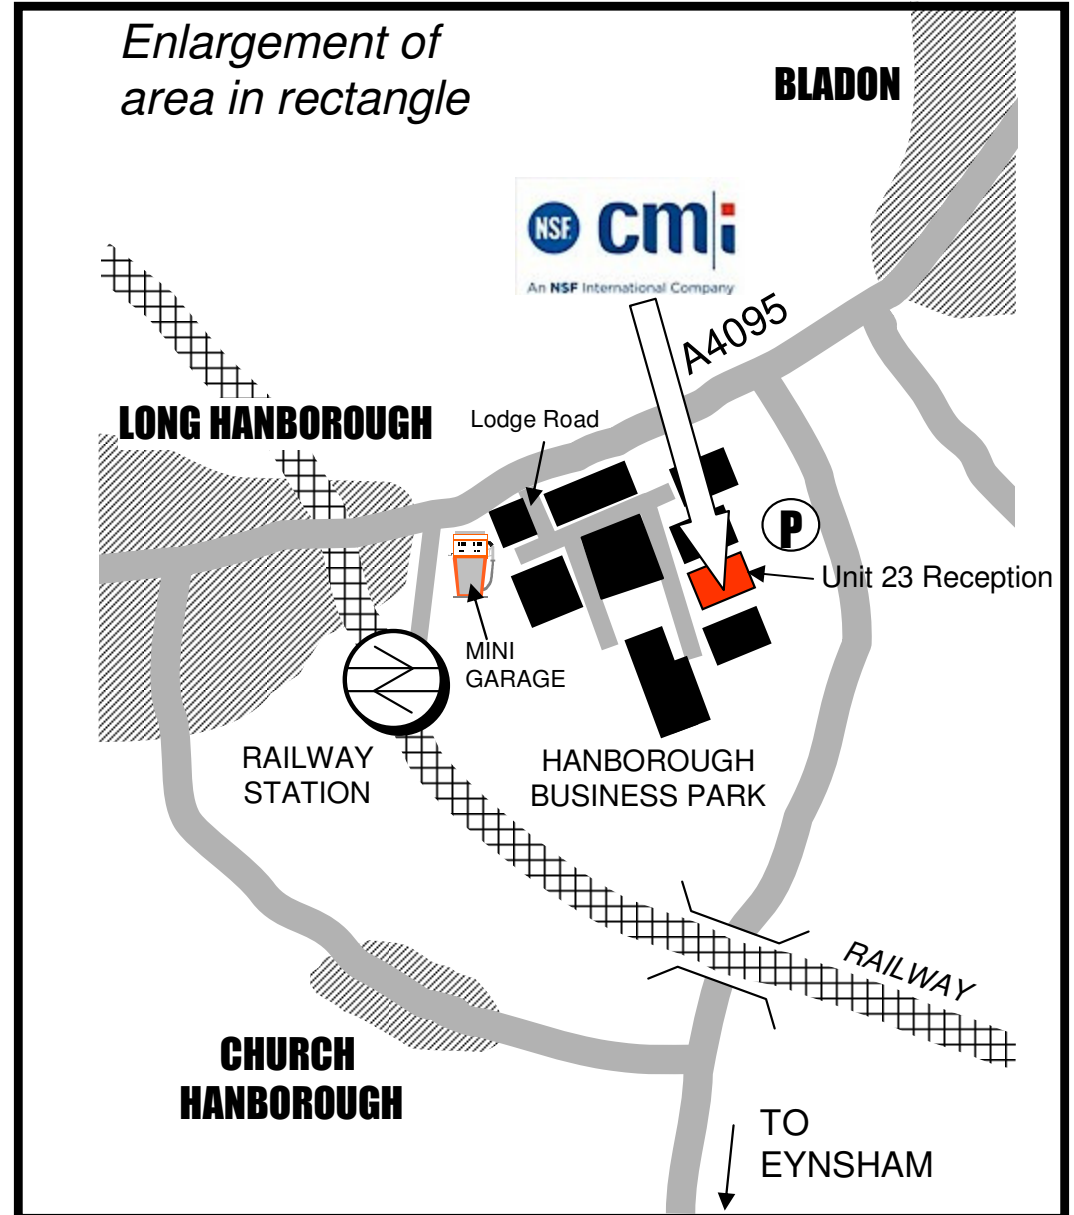 Enlargement of
area in rectangle
BLADON
NSF cmi
An NSF International Company
A4095
LONG HANBOROUGH
Lodge Road
P
Unit 23 Reception
MINI
GARAGE
RAILWAY
STATION
HANBOROUGH
BUSINESS PARK
RAILWAY
CHURCH
HANBOROUGH
TO
EYNSHAM